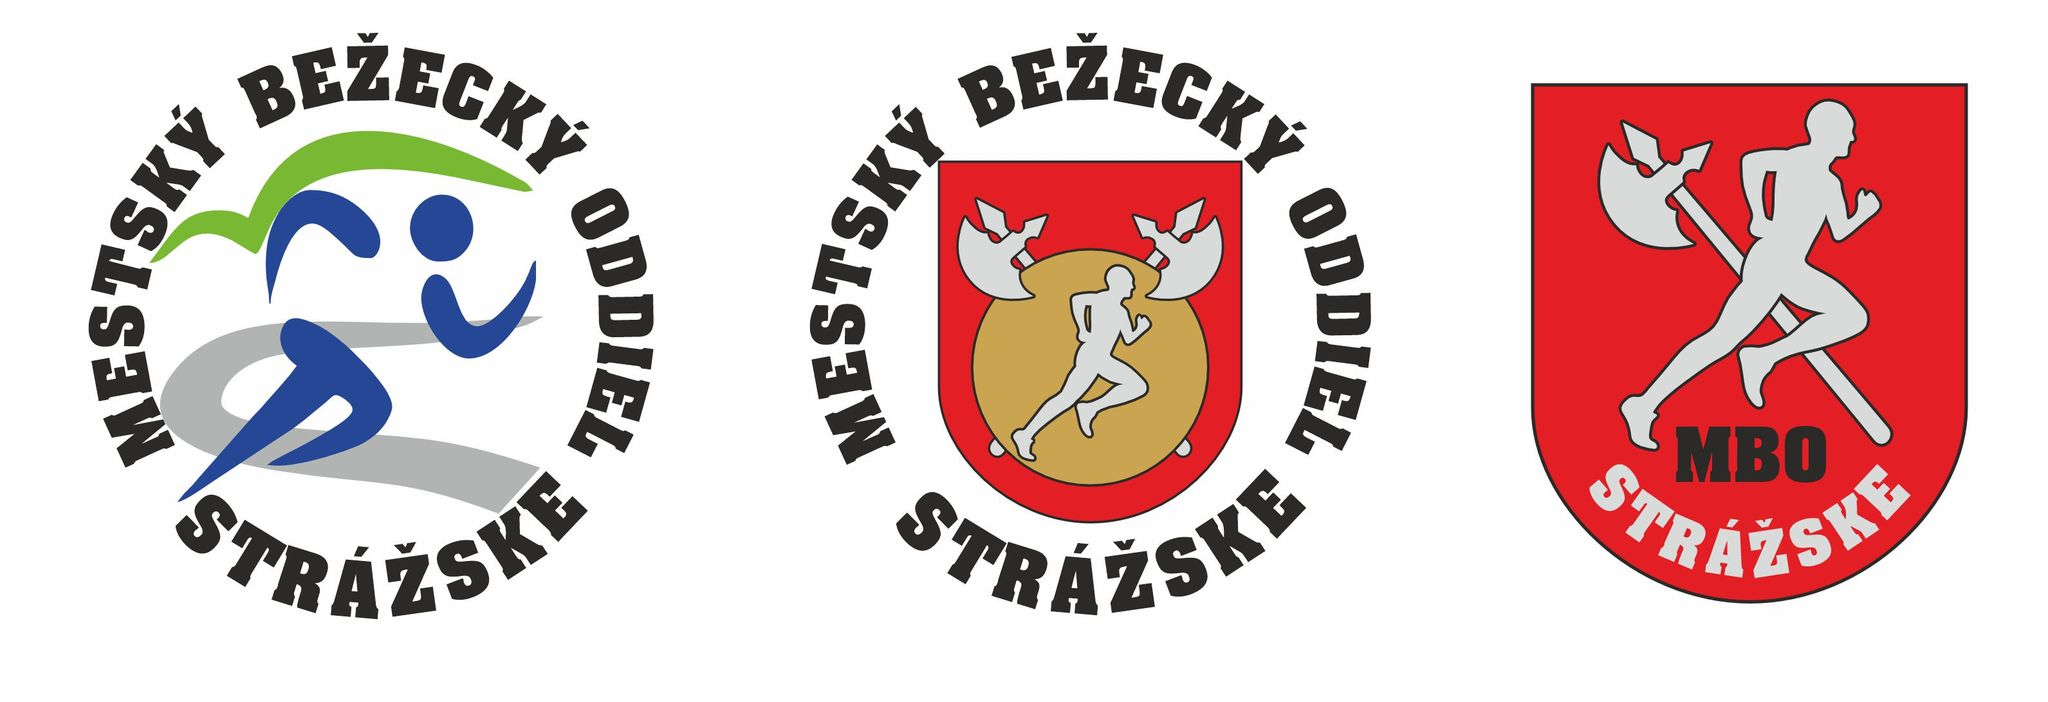 MESTSKÝ BEŽECKÝ ODDIEL
STRÁŽSKE
MESTSKÝ BEŽECKÝ ODDIEL
STRÁŽSKE
MBO
STRÁŽSKE